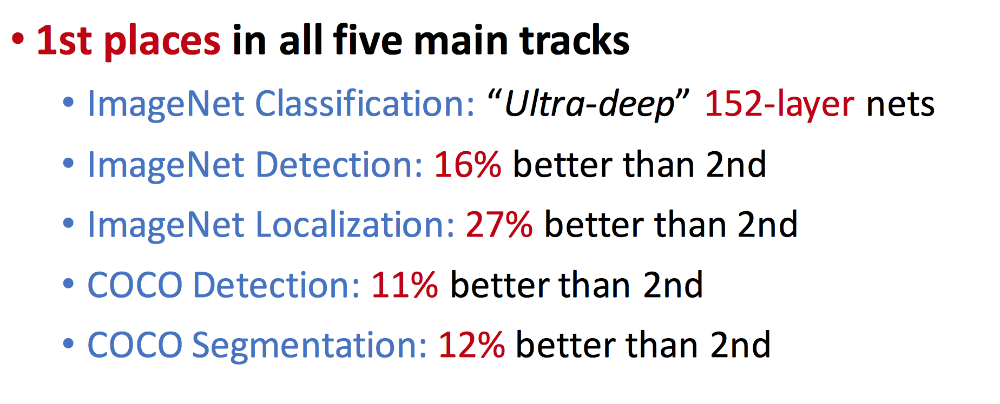 • 1st places in all five main tracks
• ImageNet Classification: “Ultra-deep” 152-layer nets
• ImageNet Detection: 16% better than 2nd
• ImageNet Localization: 27% better than 2nd
• COCO Detection: 11% better than 2nd
• COCO Segmentation: 12% better than 2nd